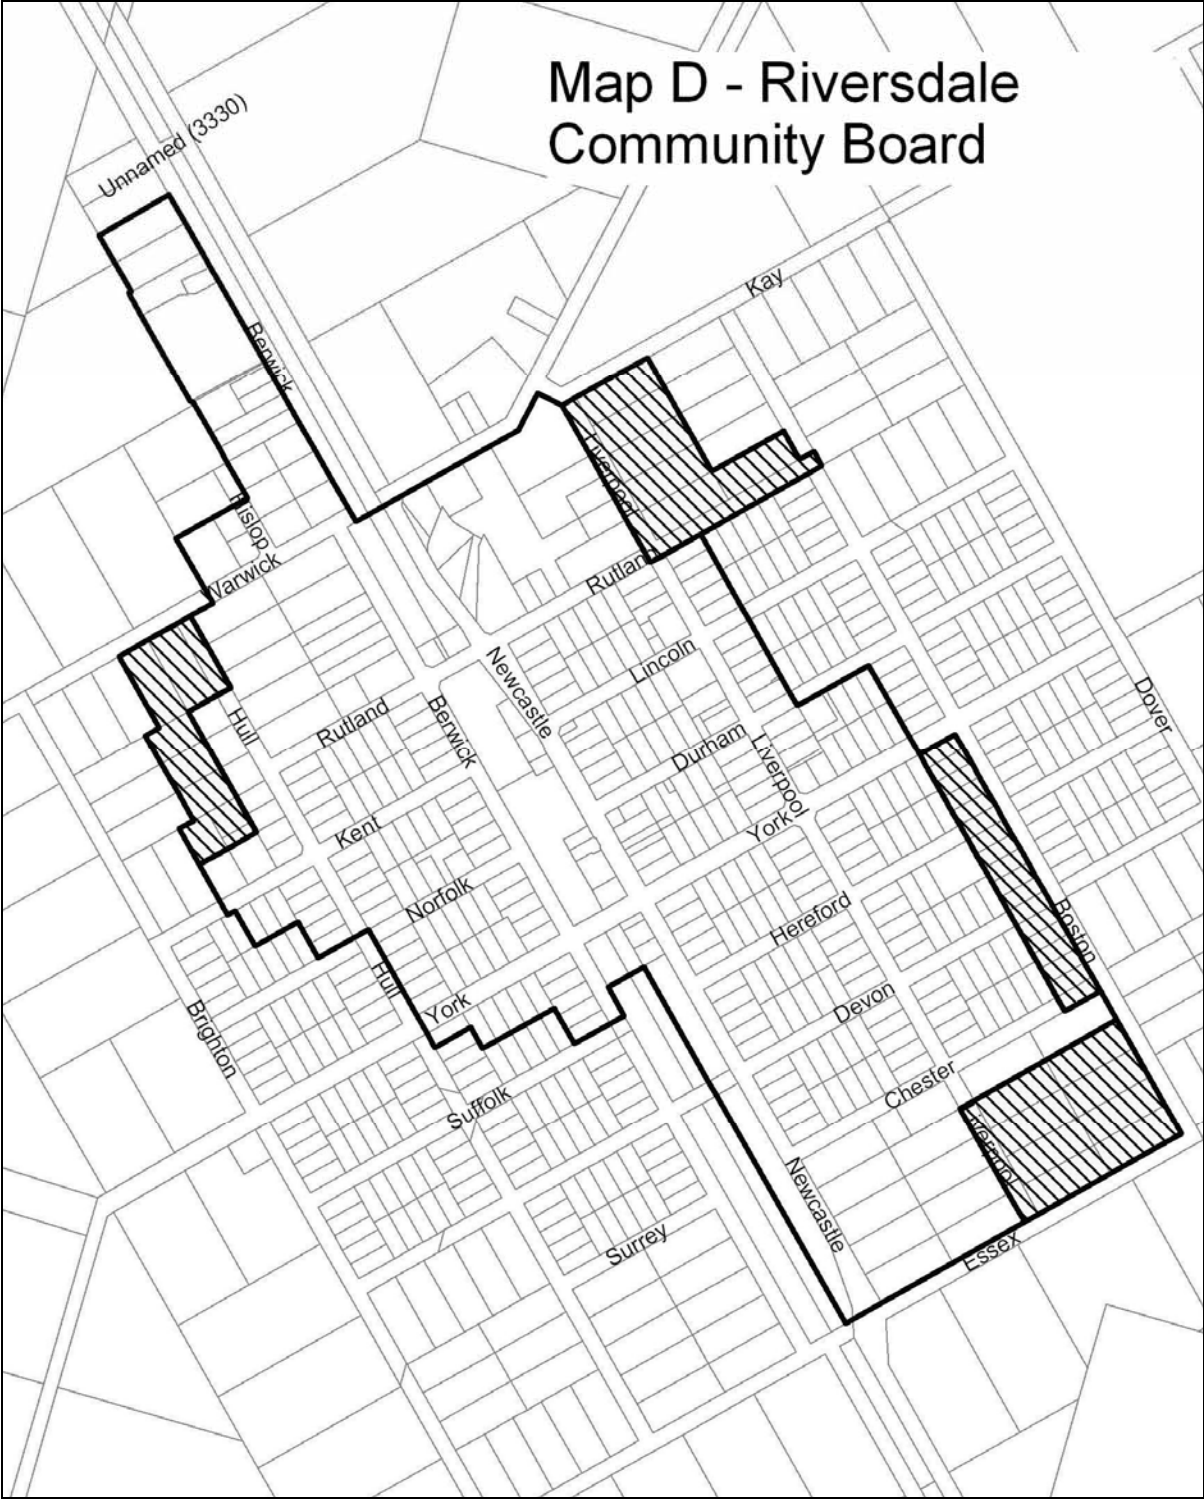 Map D - Riversdale
Community Board
Unnamed (3330)
Kay
Berwick
Liverpool
Hislop
Warwick
Rutland
Lincoln
Newcastle
Dover
Hull
Rutland
Berwick
Durham
Liverpool
York
Kent
Norfolk
Hereford
Boston
Hull
York
Devon
Brighton
Suffolk
Chester
Liverpool
Newcastle
Surrey
Essex